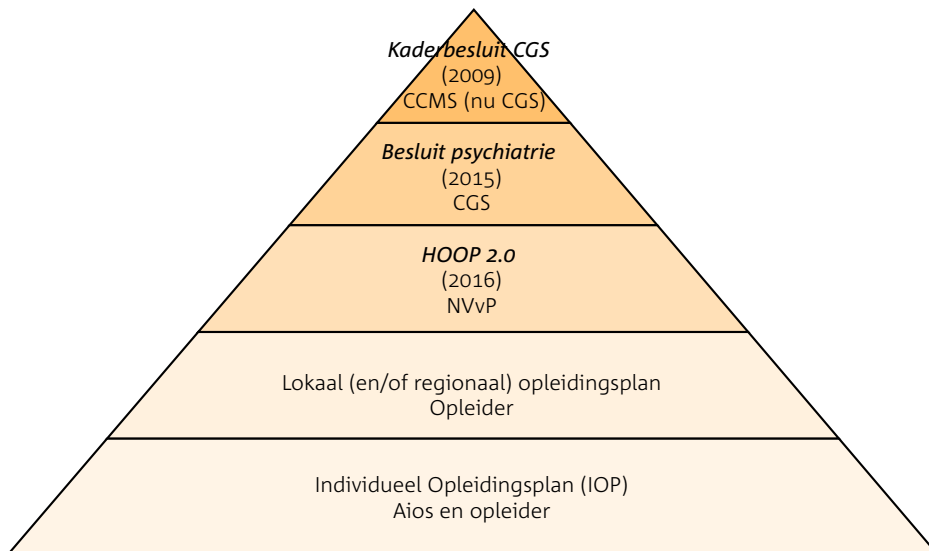 Kaderbesluit CGS
(2009)
CCMS (nu CGS)
Besluit psychiatrie
(2015)
CGS
HOOP 2.0
(2016)
NVvP
Lokaal (en/of regionaal) opleidingsplan
Opleider
Individueel Opleidingsplan (IOP)
Aios en opleider